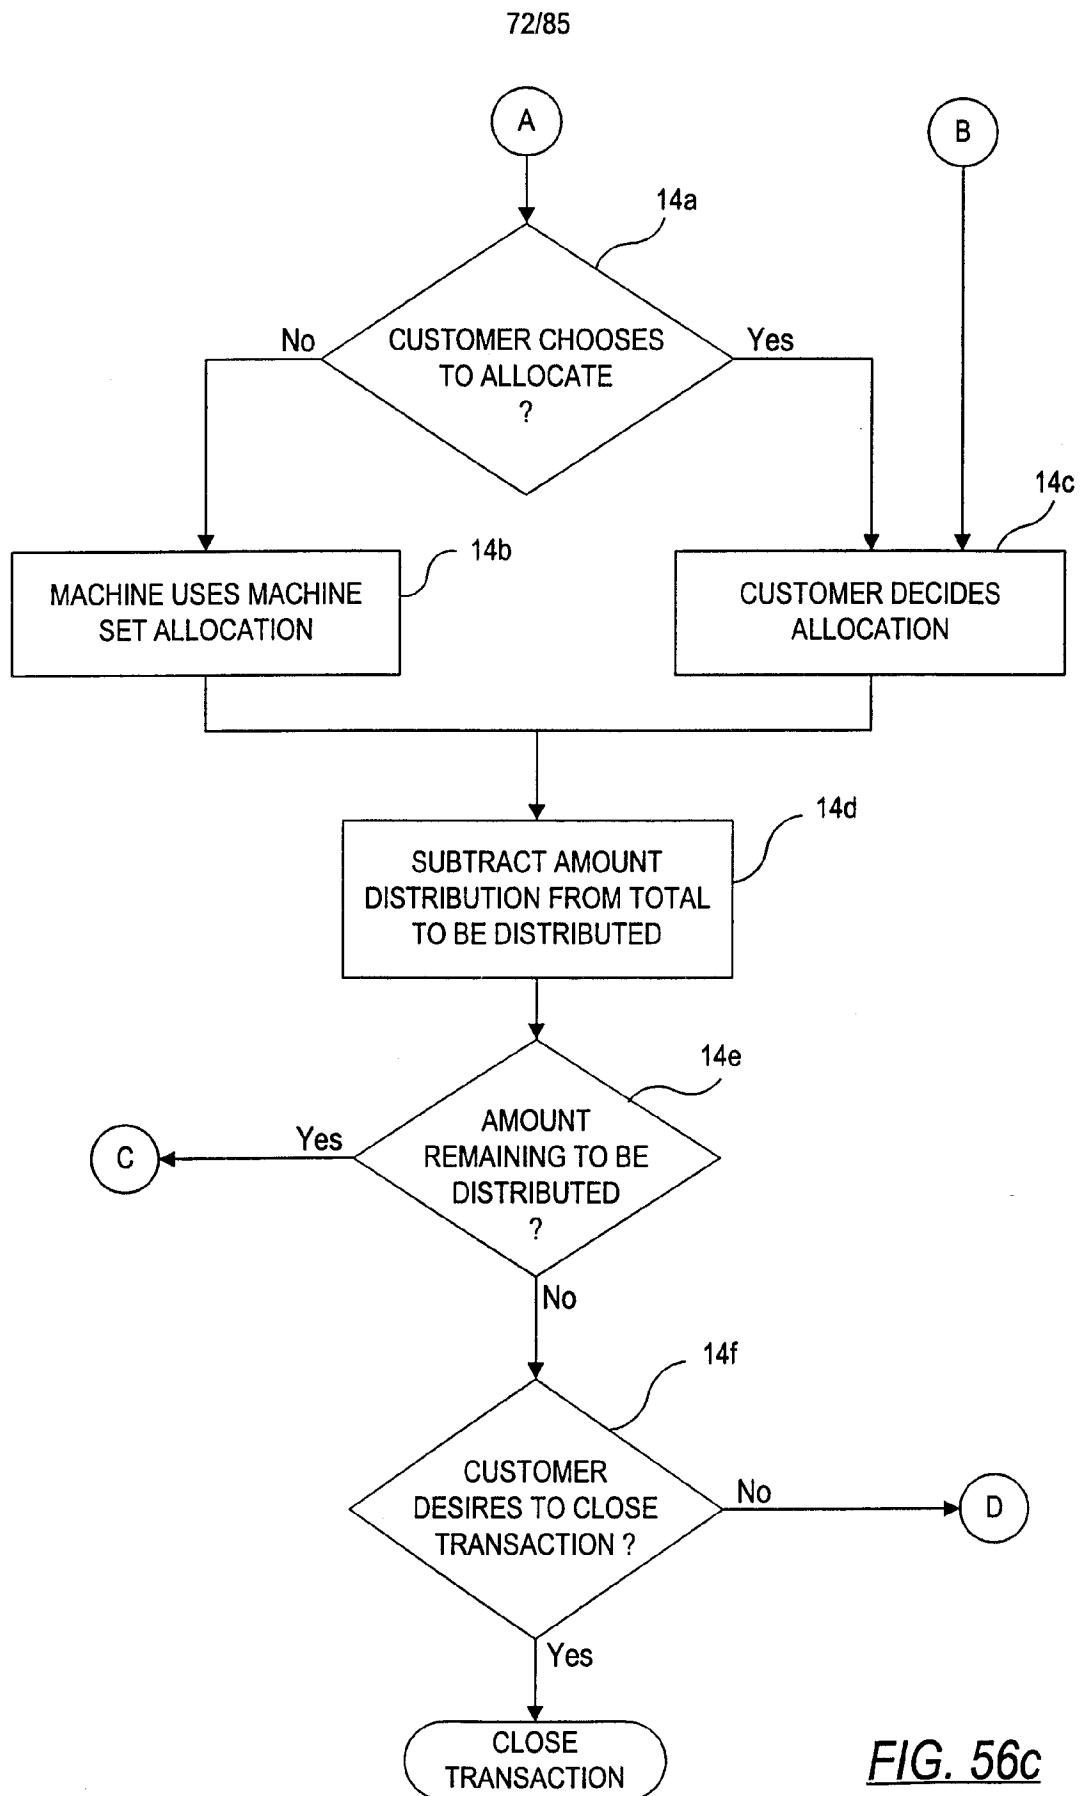 72/85
A
B
14a
No
CUSTOMER CHOOSES
TO ALLOCATE
?
Yes
14c
14b
MACHINE USES MACHINE
SET ALLOCATION
CUSTOMER DECIDES
ALLOCATION
14d
SUBTRACT AMOUNT
DISTRIBUTION FROM TOTAL
TO BE DISTRIBUTED
14e
C
Yes
AMOUNT
REMAINING TO BE
DISTRIBUTED
?
No
14f
CUSTOMER
DESIRES TO CLOSE
TRANSACTION ?
No
D
Yes
CLOSE
TRANSACTION
FIG. 56c